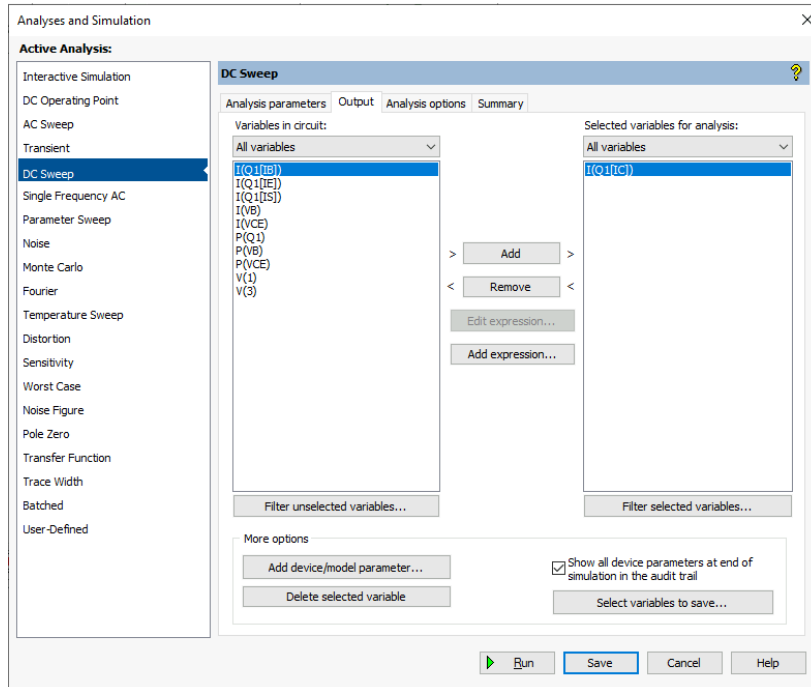 Analyses and Simulation
Active Analysis:
Interactive Simulation
DC Operating Point
AC Sweep
Transient
DC Sweep
Single Frequency AC
Parameter Sweep
Noise
Monte Carlo
Fourier
Temperature Sweep
Distortion
Sensitivity
Worst Case
Noise Figure
Pole Zero
Transfer Function
Trace Width
Batched
User-Defined
DC Sweep
Analysis parameters Output Analysis options Summary
Variables in circuit:
All variables
I(Q1[IB])
I(Q1[IE])
I(Q1[IS])
I(VB)
I(VCE)
P(Q1)
P(VB)
P(VCE)
V(1)
V(3)
Filter unselected variables...
> Add >
< Remove <
Edit expression...
Add expression...
Selected variables for analysis:
All variables
I(Q1[IC])
Filter selected variables...
More options
Add device/model parameter...
Delete selected variable
Show all device parameters at end of
simulation in the audit trail
Select variables to save...
Run Save Cancel Help